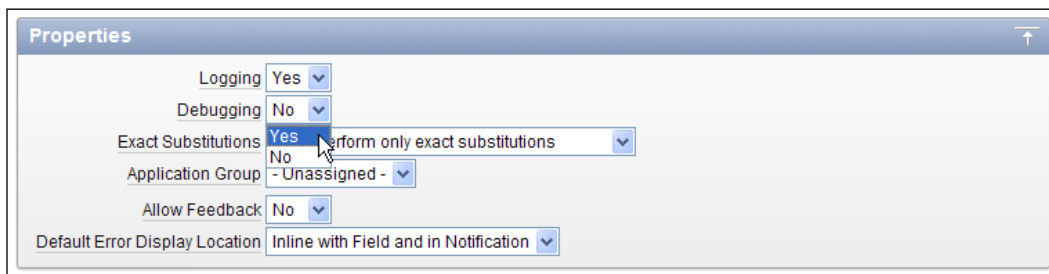 Properties
Logging Yes
Debugging No
Yes
No
Exact Substitutions erform only exact substitutions
Application Group - Unassigned -
Allow Feedback No
Default Error Display Location Inline with Field and in Notification